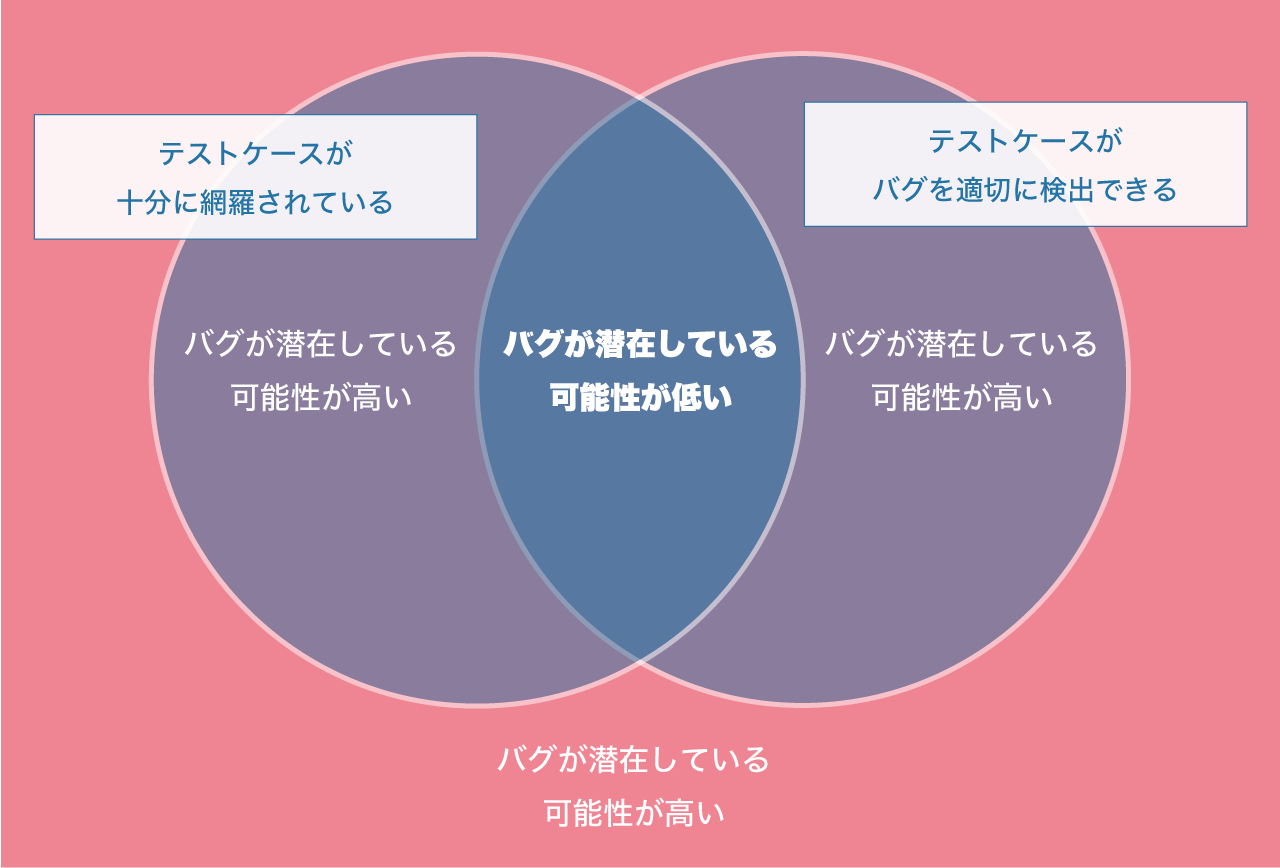 テストケースが
十分に網羅されている
テストケースが
バグを適切に検出できる
バグが潜在している
可能性が高い
バグが潜在している
可能性が低い
バグが潜在している
可能性が高い
バグが潜在している
可能性が高い